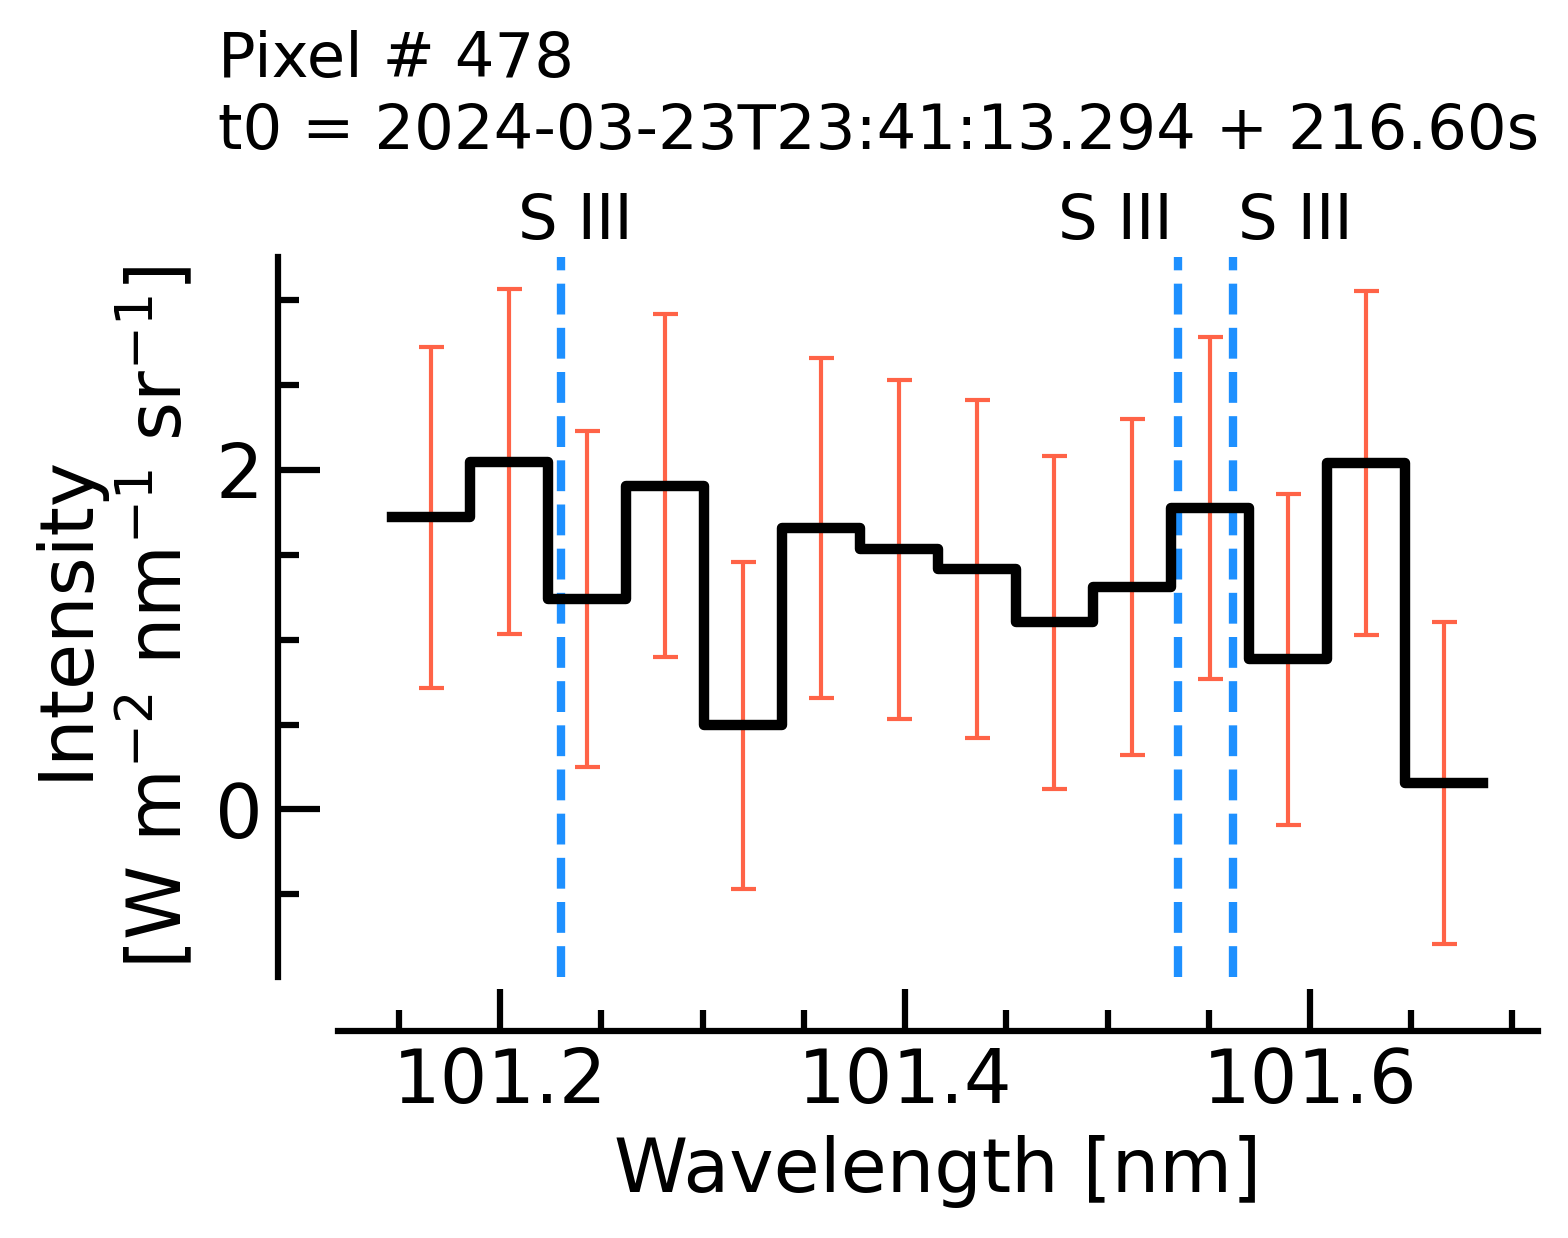 Pixel # 478
t0 = 2024-03-23T23:41:13.294 + 216.60s
S III S III S III
Intensity
[W m⁻² nm⁻¹ sr⁻¹]
2
0
101.2 101.4 101.6
Wavelength [nm]